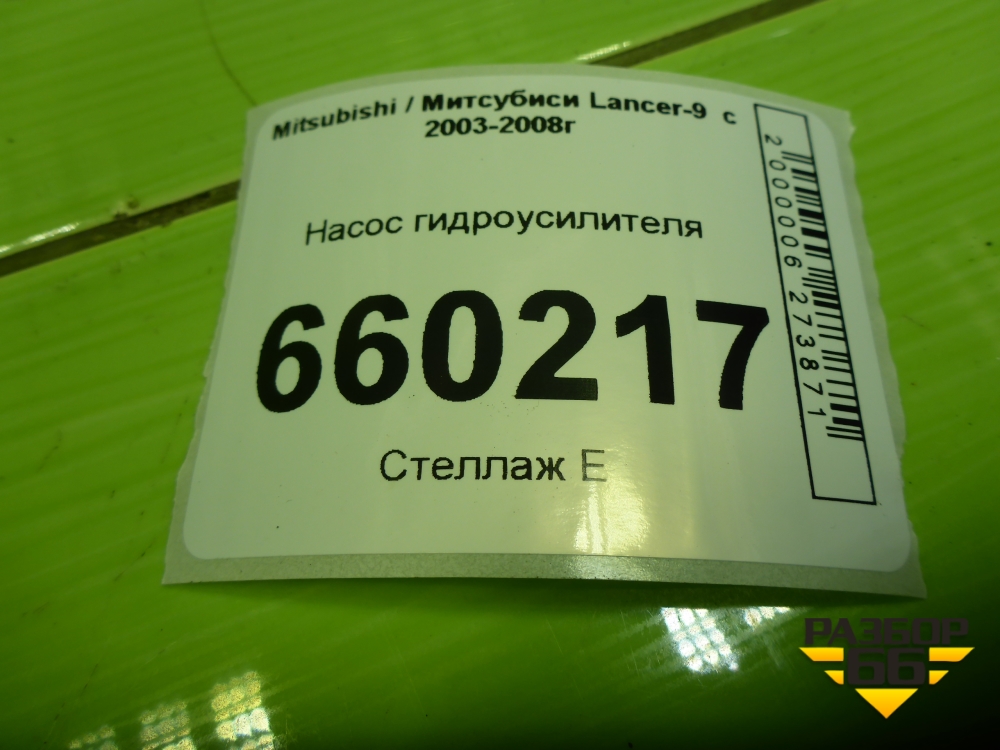 Mitsubishi / Митсубиси Lancer-9 с
2003-2008г
Насос гидроусилителя
660217
Стеллаж Е
2000006273871
РАЗБОР
66